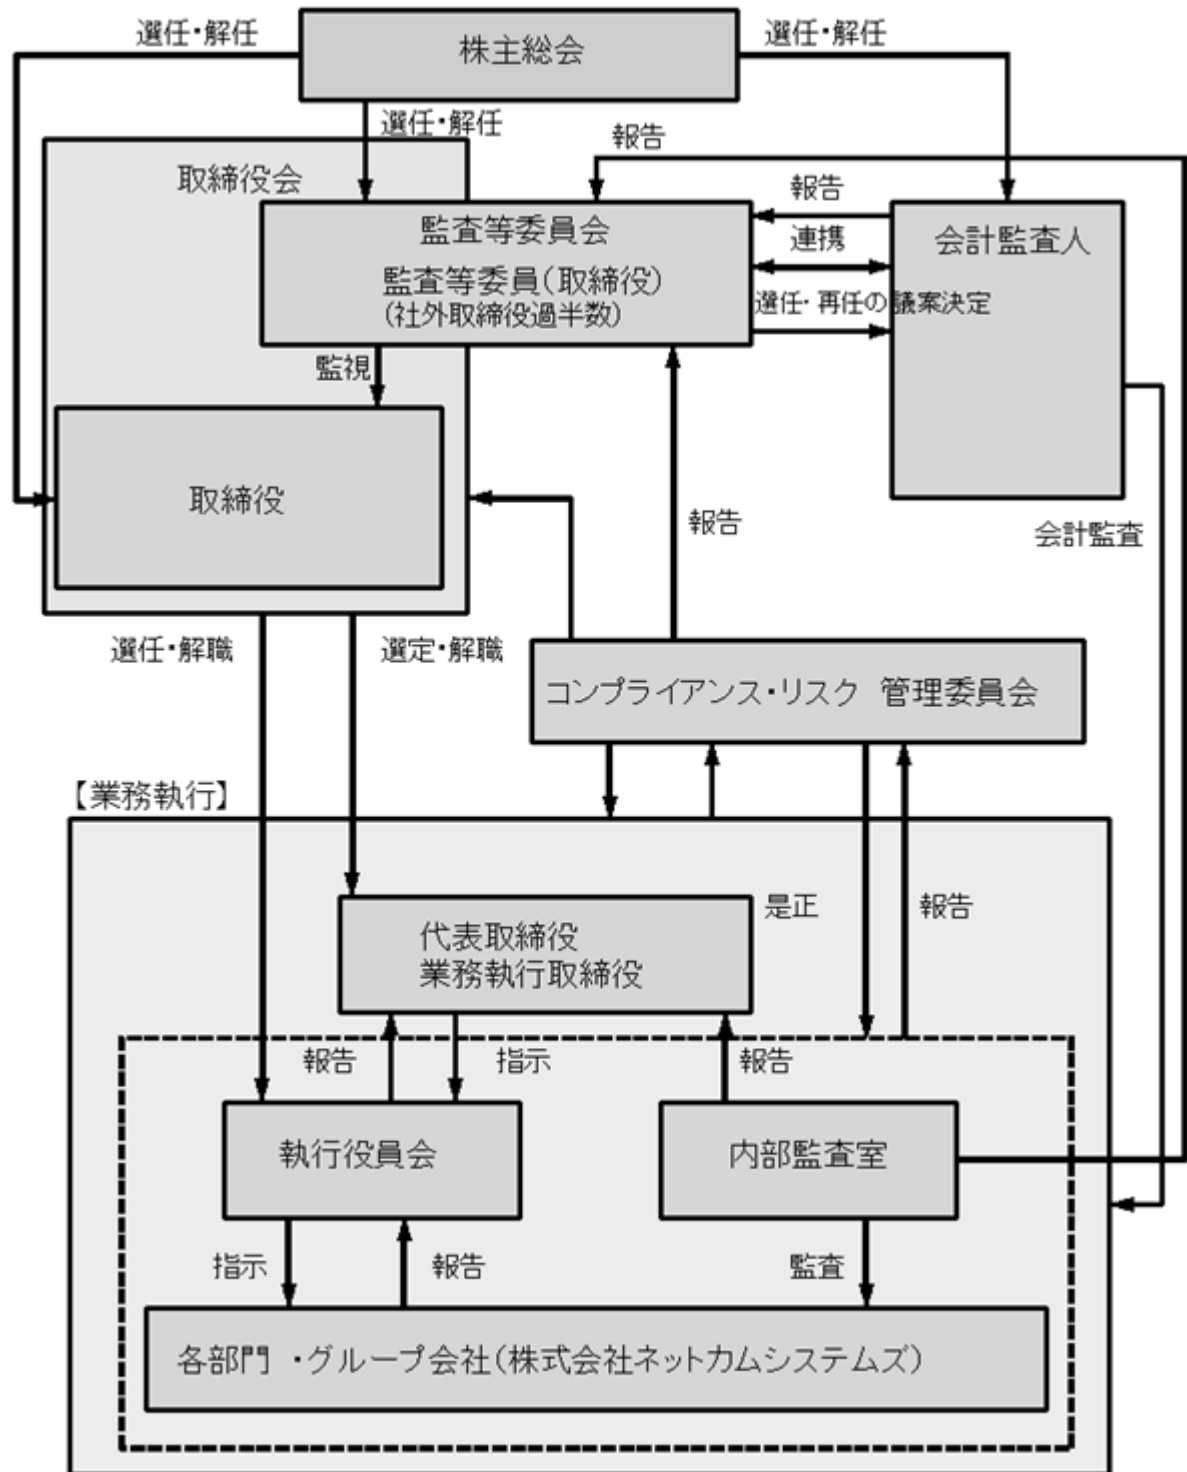 選任・解任
株主総会
選任・解任
選任・解任
報告
取締役会
監査等委員会
監査等委員(取締役)
(社外取締役過半数)
報告
連携
選任・再任の議案決定
会計監査人
監視
取締役
報告
会計監査
選任・解職
選定・解職
コンプライアンス・リスク 管理委員会
【業務執行】
代表取締役
業務執行取締役
是正
報告
報告
指示
報告
執行役員会
内部監査室
指示
報告
監査
各部門 ・グループ会社(株式会社ネットカムシステムズ)